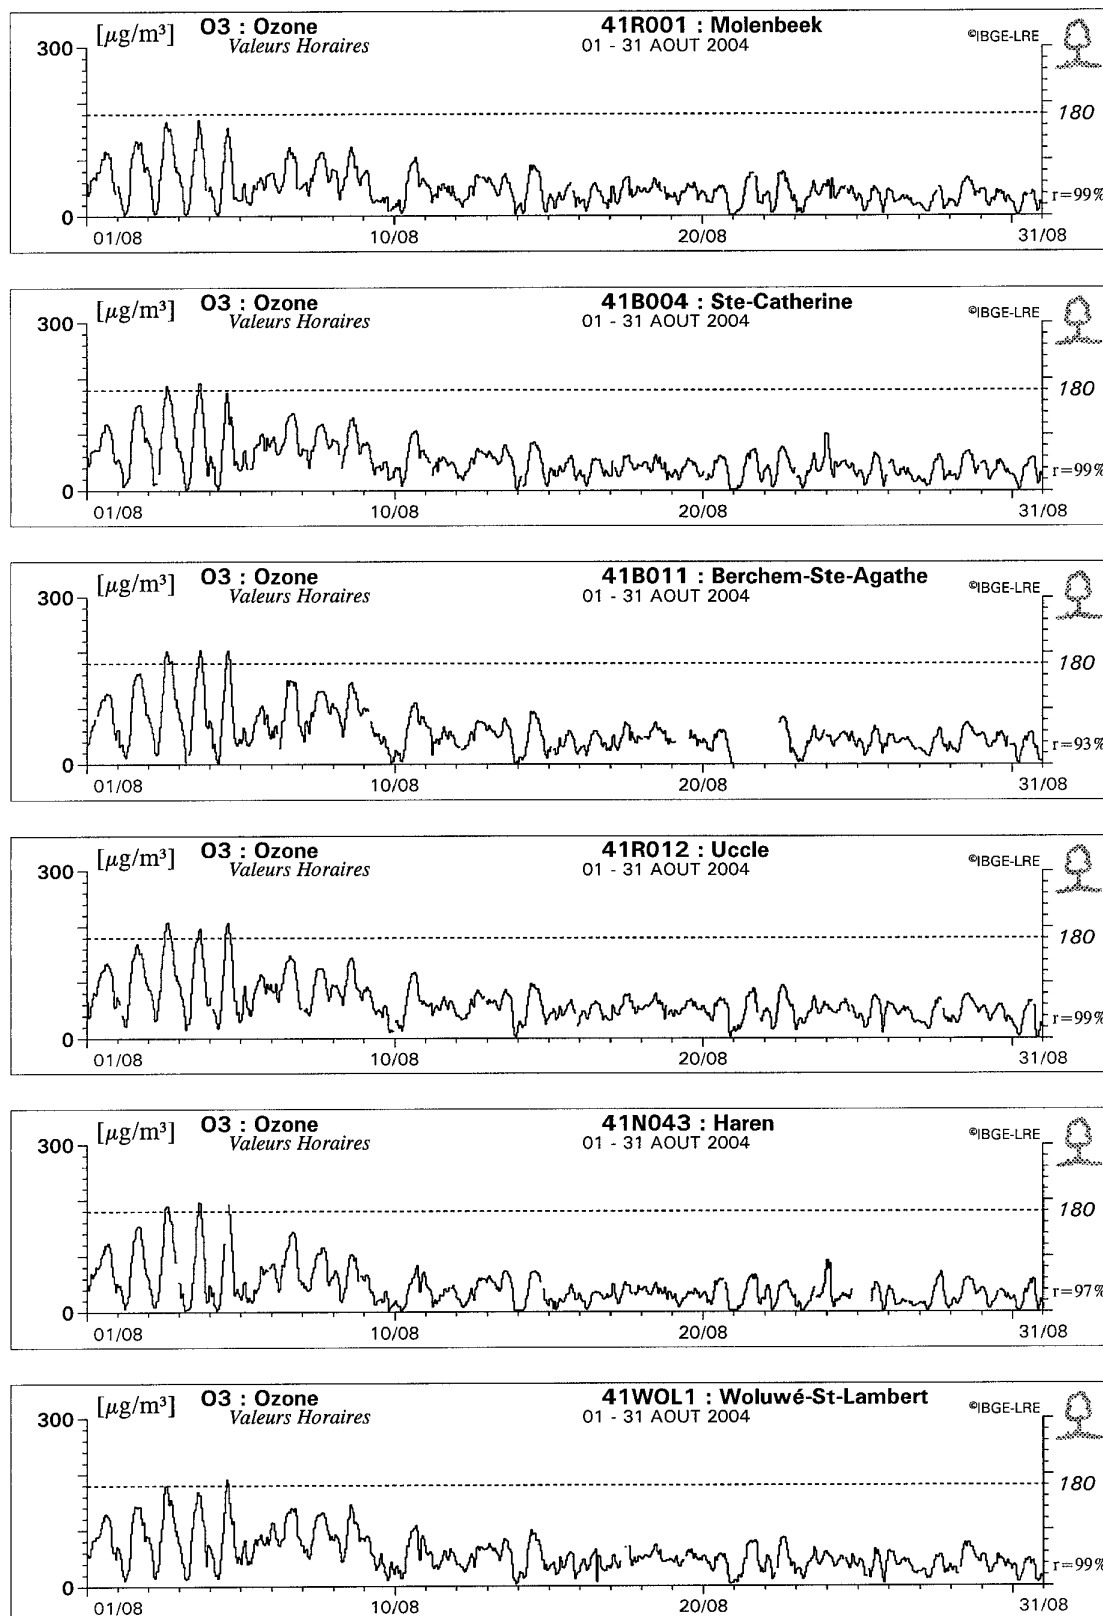 [µg/m³] O3 : Ozone 41R001 : Molenbeek ©IBGE-LRE
Valeurs Horaires 01 - 31 AOUT 2004
300
180
r=99%
0
01/08 10/08 20/08 31/08
[µg/m³] O3 : Ozone 41B004 : Ste-Catherine ©IBGE-LRE
Valeurs Horaires 01 - 31 AOUT 2004
300
180
r=99%
0
01/08 10/08 20/08 31/08
[µg/m³] O3 : Ozone 41B011 : Berchem-Ste-Agathe ©IBGE-LRE
Valeurs Horaires 01 - 31 AOUT 2004
300
180
r=93%
0
01/08 10/08 20/08 31/08
[µg/m³] O3 : Ozone 41R012 : Uccle ©IBGE-LRE
Valeurs Horaires 01 - 31 AOUT 2004
300
180
r=99%
0
01/08 10/08 20/08 31/08
[µg/m³] O3 : Ozone 41N043 : Haren ©IBGE-LRE
Valeurs Horaires 01 - 31 AOUT 2004
300
180
r=97%
0
01/08 10/08 20/08 31/08
[µg/m³] O3 : Ozone 41WOL1 : Woluwé-St-Lambert ©IBGE-LRE
Valeurs Horaires 01 - 31 AOUT 2004
300
180
r=99%
0
01/08 10/08 20/08 31/08